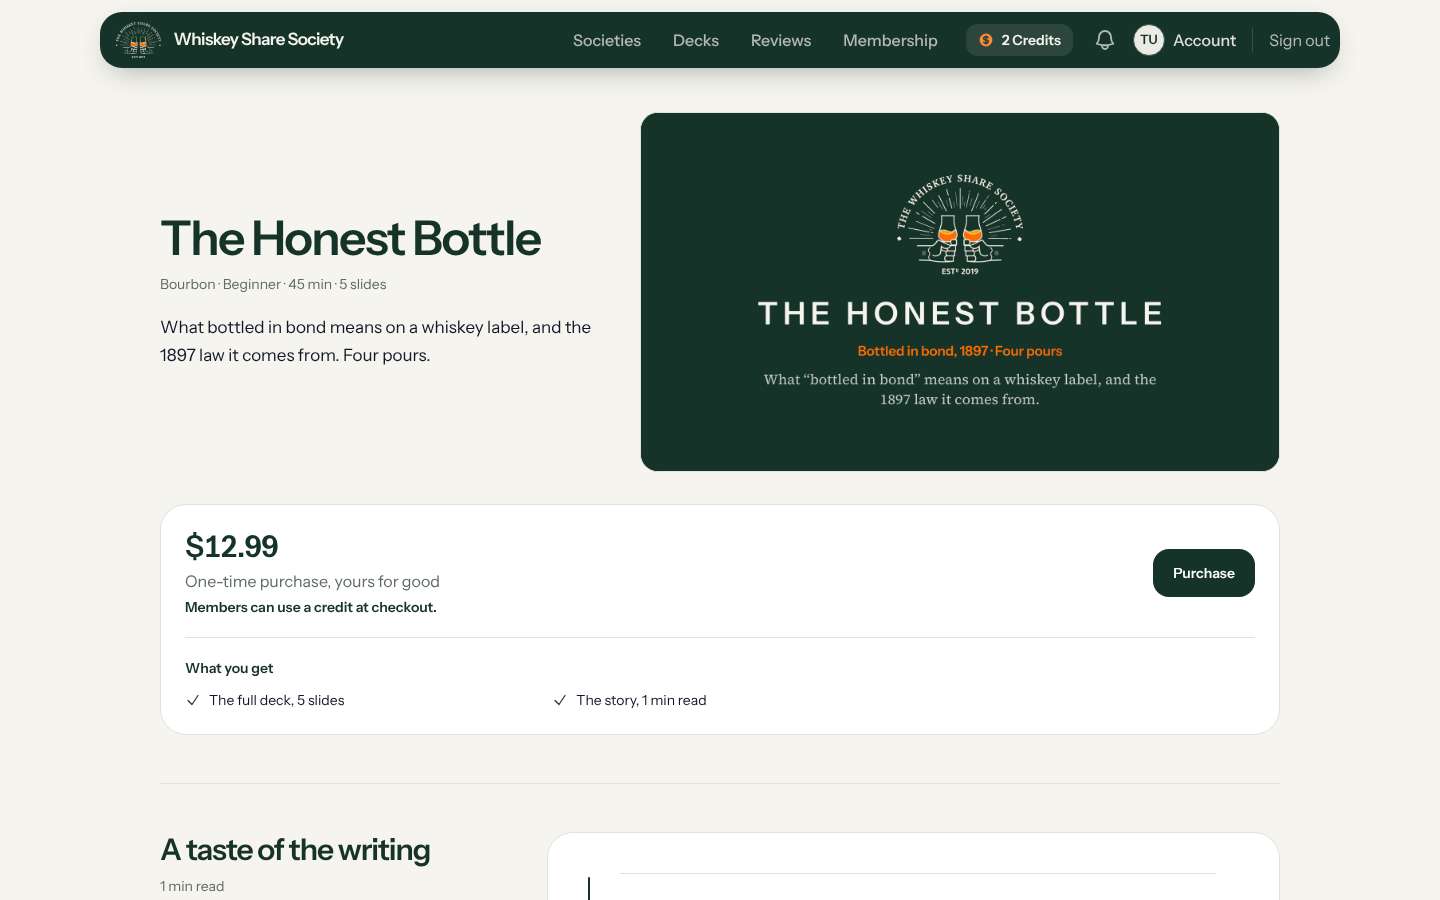 Whiskey Share Society
Societies
Decks
Reviews
Membership
2 Credits
TU
Account
Sign out
The Honest Bottle
Bourbon · Beginner · 45 min · 5 slides
What bottled in bond means on a whiskey label, and the
1897 law it comes from. Four pours.
THE WHISKEY SHARE SOCIETY
ESTD 2019
THE HONEST BOTTLE
Bottled in bond, 1897 · Four pours
What “bottled in bond” means on a whiskey label, and the
1897 law it comes from.
$12.99
One-time purchase, yours for good
Members can use a credit at checkout.
Purchase
What you get
The full deck, 5 slides
The story, 1 min read
A taste of the writing
1 min read